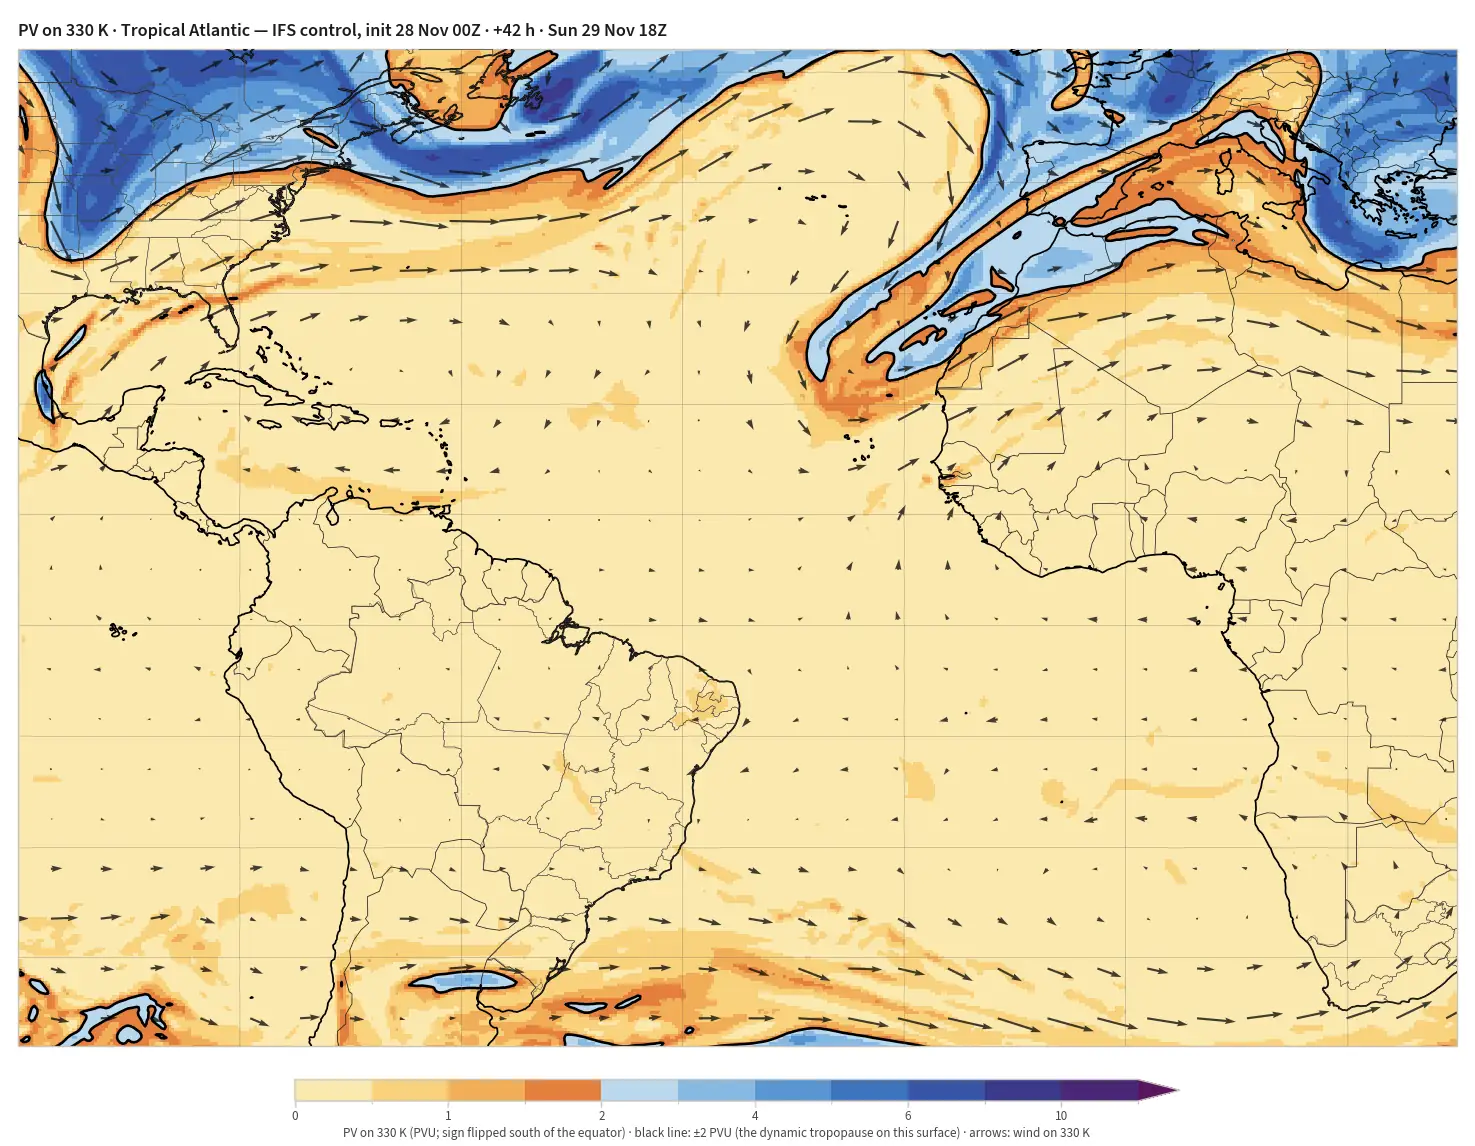 PV on 330 K · Tropical Atlantic — IFS control, init 28 Nov 00Z · +42 h · Sun 29 Nov 18Z
0 1 2 4 6 10
PV on 330 K (PVU; sign flipped south of the equator) · black line: ±2 PVU (the dynamic tropopause on this surface) · arrows: wind on 330 K